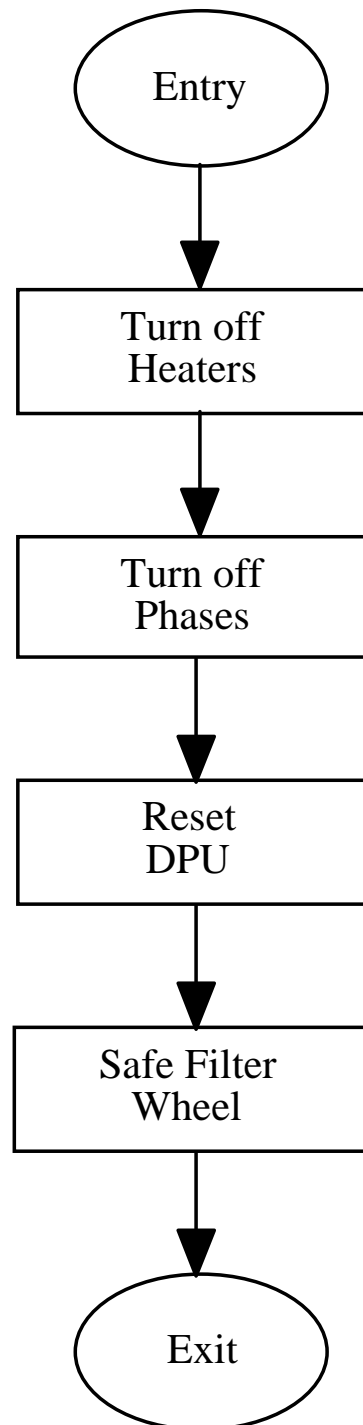 Entry
Turn off
Heaters
Turn off
Phases
Reset
DPU
Safe Filter
Wheel
Exit